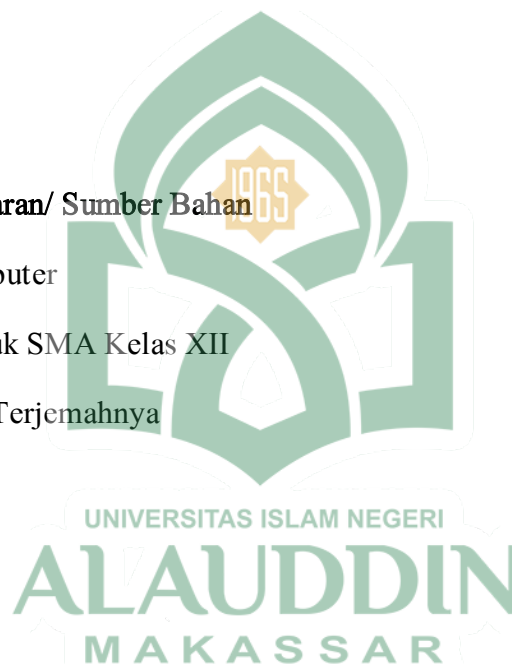 1965
aran/ Sumber Bahan
puter
uk SMA Kelas XII
Terjemahnya
UNIVERSITAS ISLAM NEGERI
ALAUDDIN
MAKASSAR